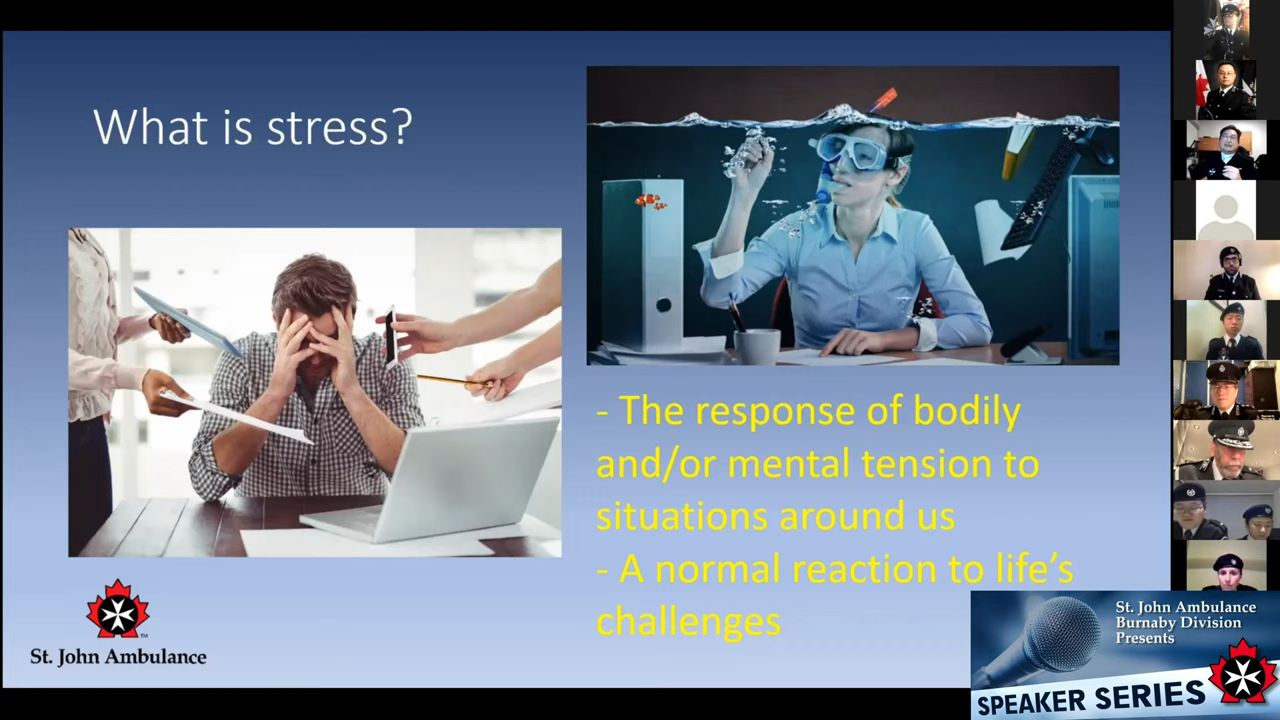 What is stress?
- The response of bodily
and/or mental tension to
situations around us
- A normal reaction to life's
challenges
TM
St. John Ambulance
St. John Ambulance
Burnaby Division
Presents
SPEAKER SERIES